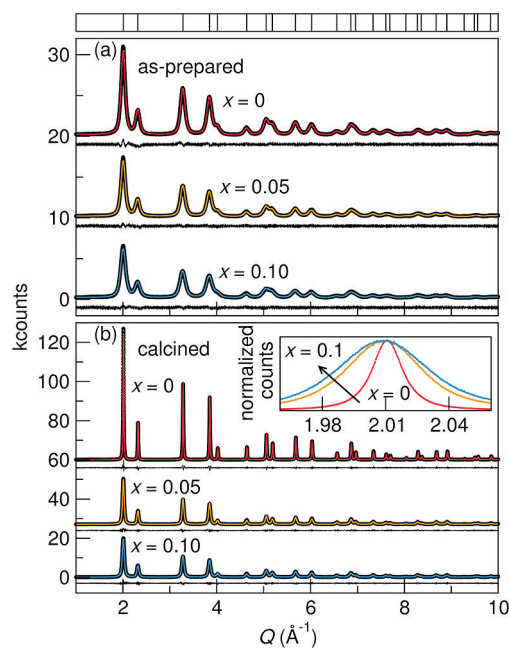 (a)
as-prepared
x = 0
x = 0.05
x = 0.10
30
20
10
0
kcounts
(b)
calcined
x = 0
x = 0.05
x = 0.10
120
100
80
60
40
20
0
normalized
counts
x = 0.1
x = 0
1.98 2.01 2.04
2 4 6 8 10
Q (Å⁻¹)